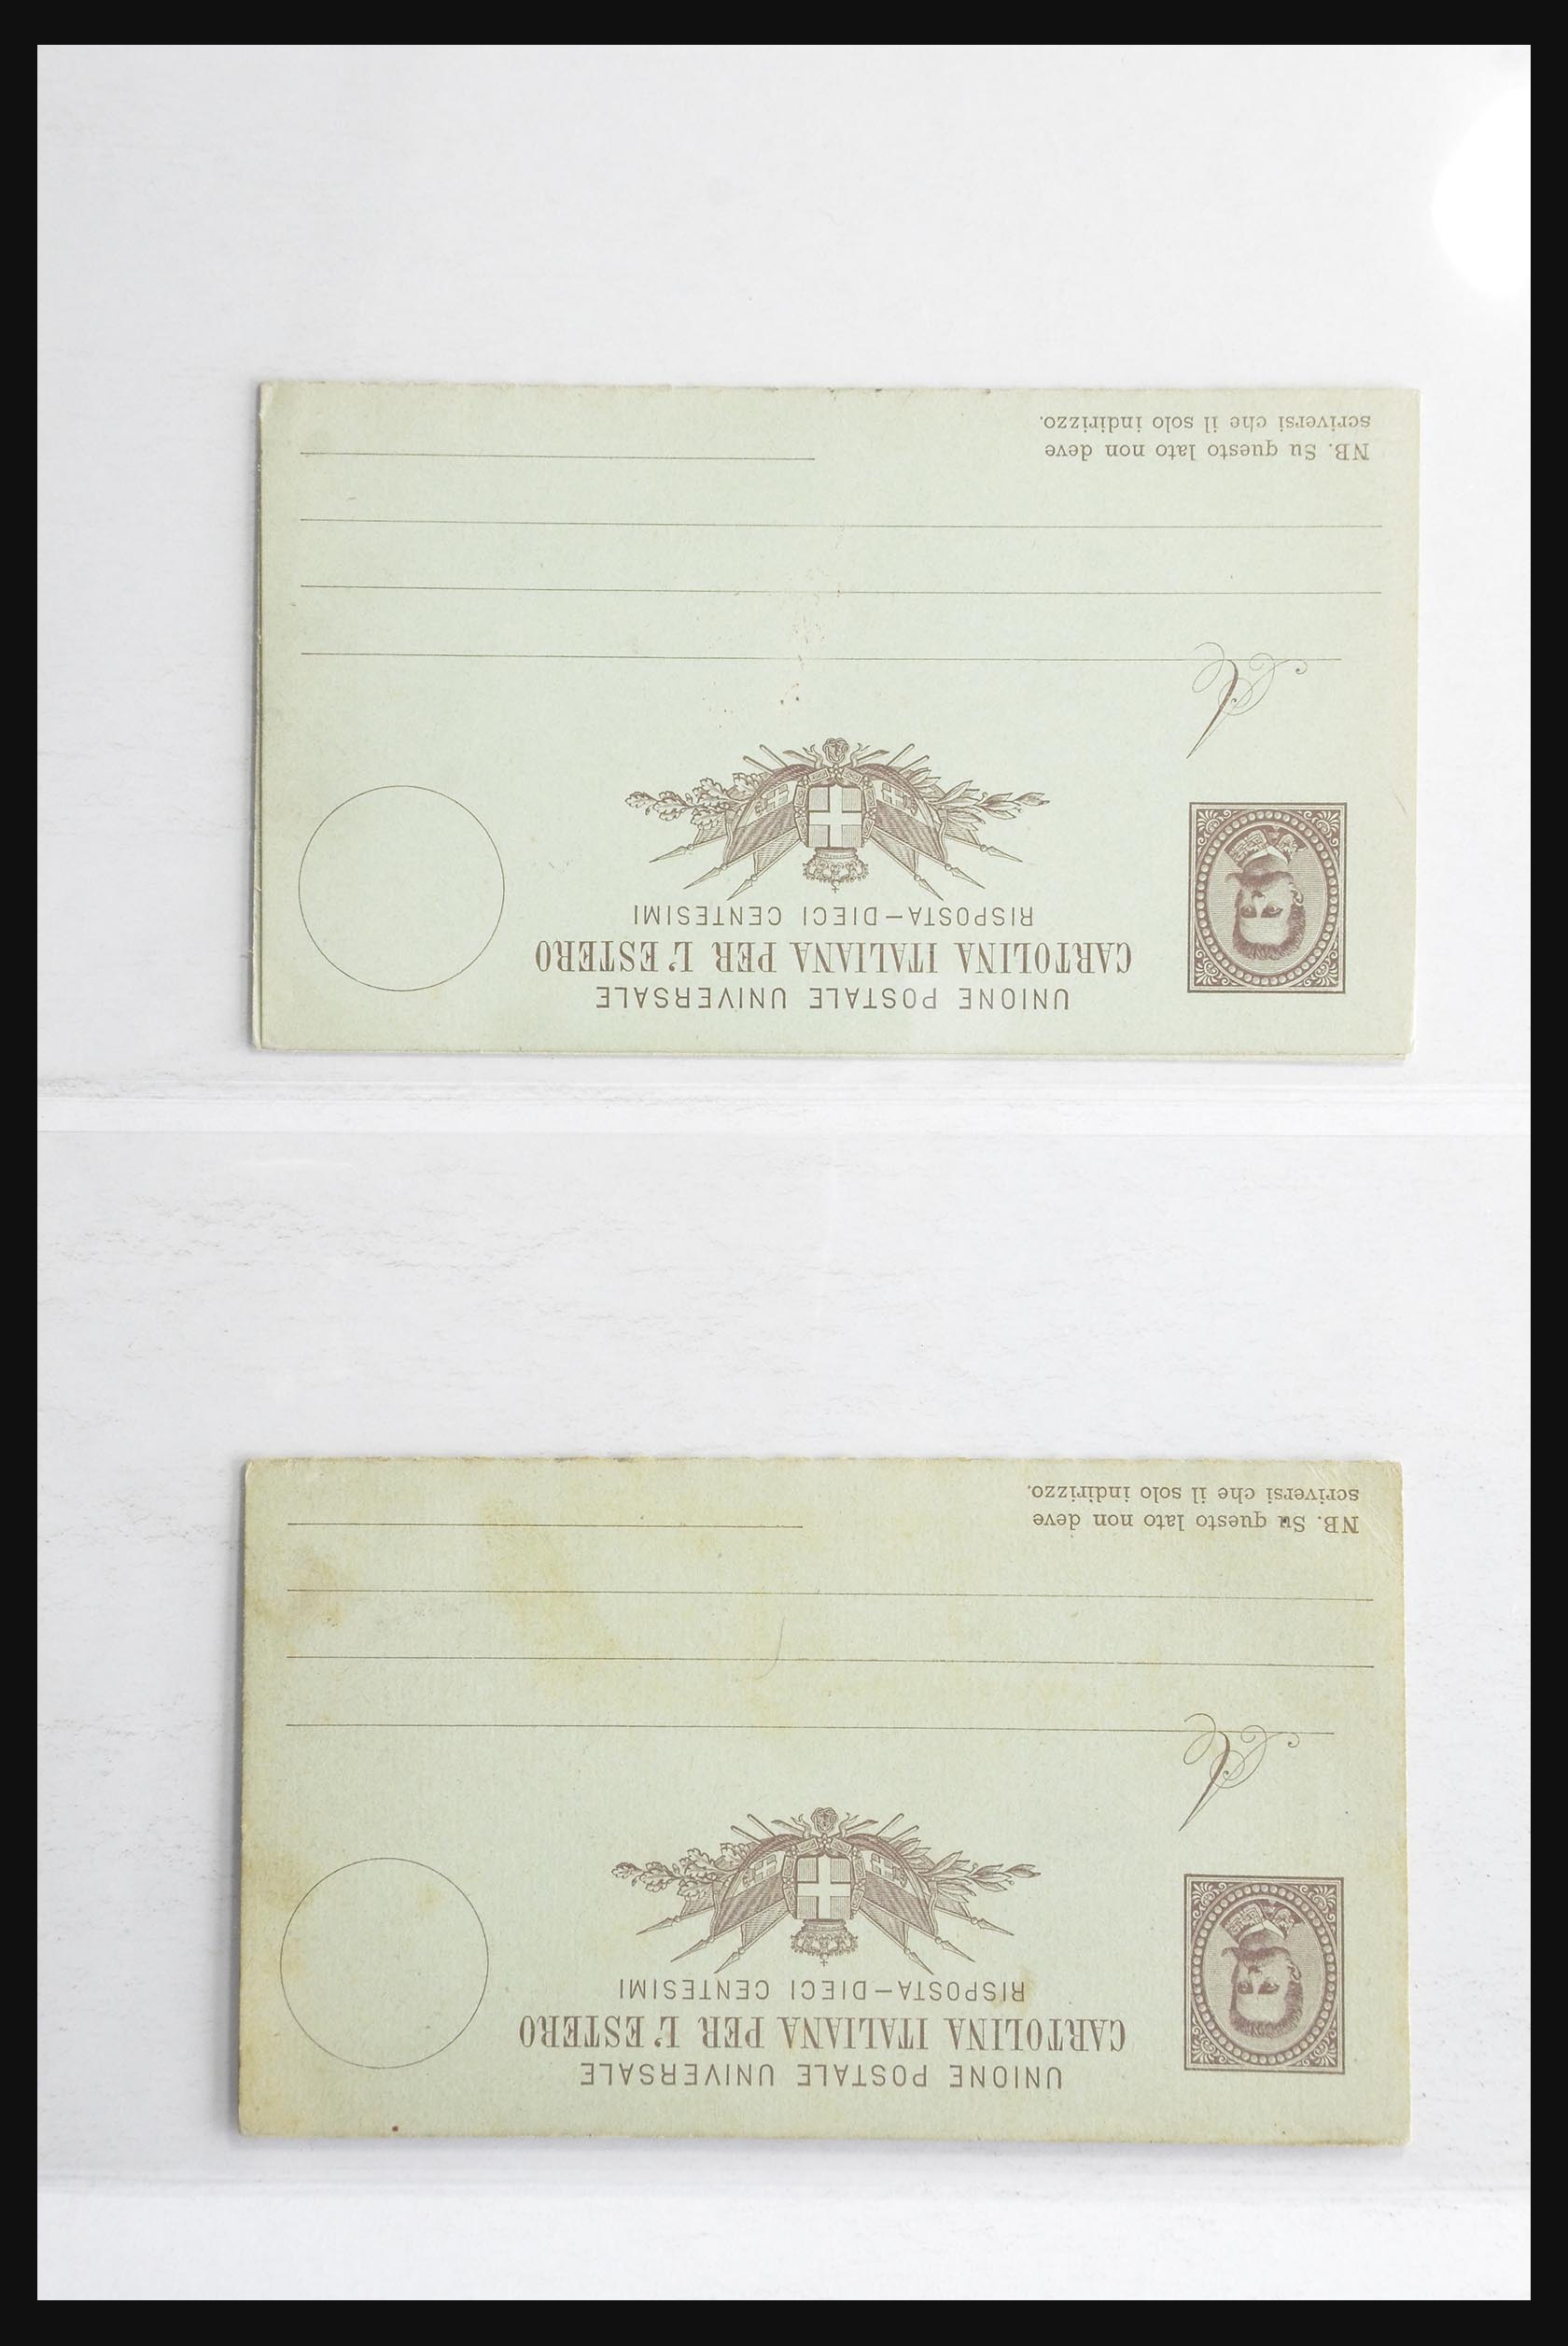 UNIONE POSTALE UNIVERSALE
CARTOLINA ITALIANA PER L'ESTERO
RISPOSTA—DIECI CENTESIMI
A
NB. Su questo lato non deve
scriversi che il solo indirizzo.
UNIONE POSTALE UNIVERSALE
CARTOLINA ITALIANA PER L'ESTERO
RISPOSTA—DIECI CENTESIMI
A
NB. Su questo lato non deve
scriversi che il solo indirizzo.